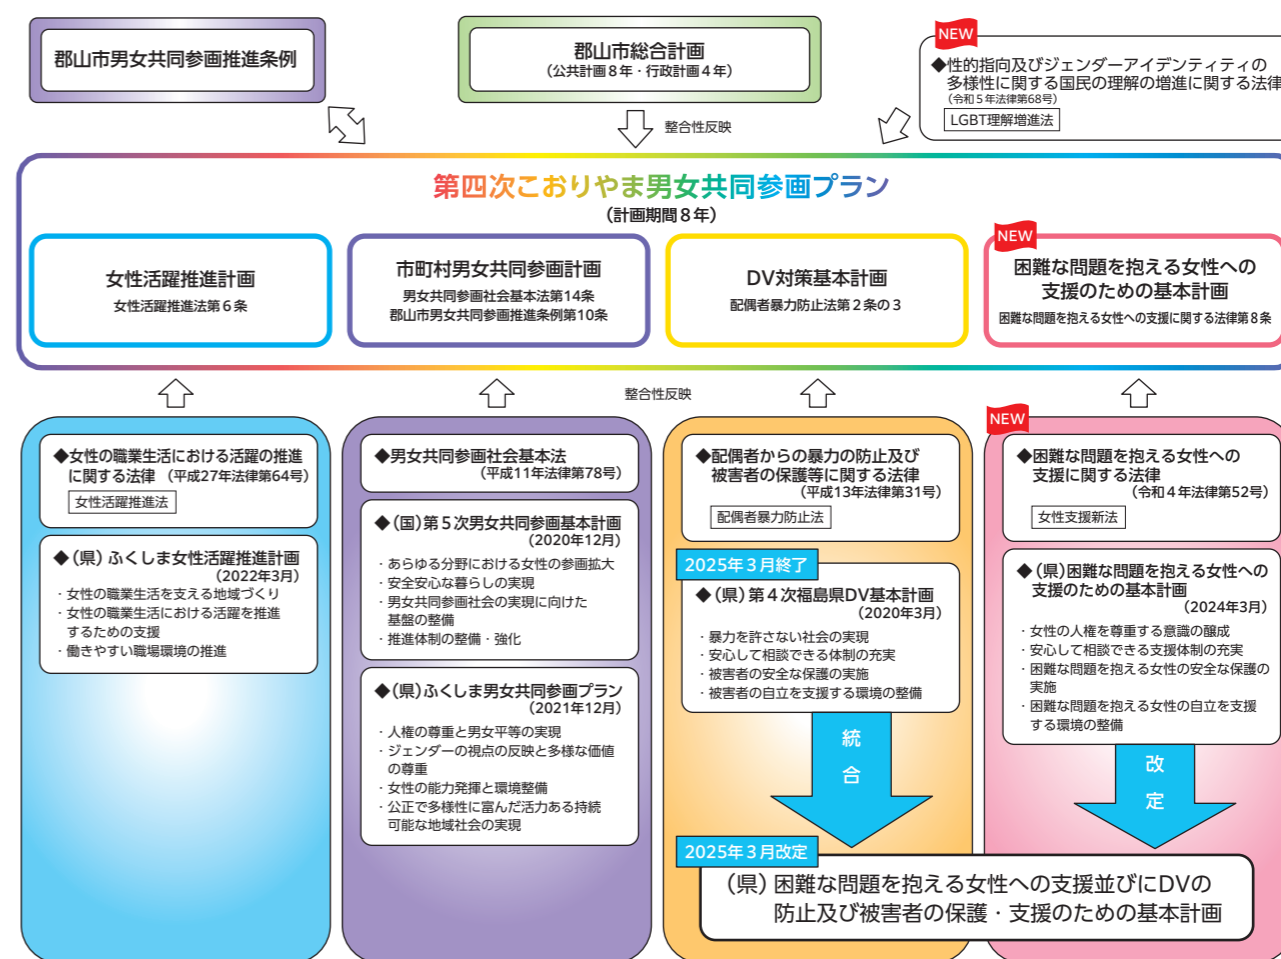 郡山市男女共同参画推進条例
郡山市総合計画
(公共計画8年・行政計画4年)
NEW
◆性的指向及びジェンダーアイデンティティの
多様性に関する国民の理解の増進に関する法律
(令和5年法律第68号)
LGBT理解増進法
整合性反映
第四次こおりやま男女共同参画プラン
(計画期間8年)
女性活躍推進計画
女性活躍推進法第6条
市町村男女共同参画計画
男女共同参画社会基本法第14条
郡山市男女共同参画推進条例第10条
DV対策基本計画
配偶者暴力防止法第2条の3
NEW
困難な問題を抱える女性への
支援のための基本計画
困難な問題を抱える女性への支援に関する法律第8条
整合性反映
◆女性の職業生活における活躍の推進
に関する法律 (平成27年法律第64号)
女性活躍推進法
◆(県)ふくしま女性活躍推進計画
(2022年3月)
・女性の職業生活を支える地域づくり
・女性の職業生活における活躍を推進
するための支援
・働きやすい職場環境の推進
◆男女共同参画社会基本法
(平成11年法律第78号)
◆(国)第5次男女共同参画基本計画
(2020年12月)
・あらゆる分野における女性の参画拡大
・安全安心な暮らしの実現
・男女共同参画社会の実現に向けた
基盤の整備
・推進体制の整備・強化
◆(県)ふくしま男女共同参画プラン
(2021年12月)
・人権の尊重と男女平等の実現
・ジェンダーの視点の反映と多様な価値
の尊重
・女性の能力発揮と環境整備
・公正で多様性に富んだ活力ある持続
可能な地域社会の実現
◆配偶者からの暴力の防止及び
被害者の保護等に関する法律
(平成13年法律第31号)
配偶者暴力防止法
2025年3月終了
◆(県)第4次福島県DV基本計画
(2020年3月)
・暴力を許さない社会の実現
・安心して相談できる体制の充実
・被害者の安全な保護の実施
・被害者の自立を支援する環境の整備
統
合
NEW
◆困難な問題を抱える女性への
支援に関する法律
(令和4年法律第52号)
女性支援新法
◆(県)困難な問題を抱える女性への
支援のための基本計画
(2024年3月)
・女性の人権を尊重する意識の醸成
・安心して相談できる支援体制の充実
・困難な問題を抱える女性の安全な保護の
実施
・困難な問題を抱える女性の自立を支援
する環境の整備
改
定
2025年3月改定
(県)困難な問題を抱える女性への支援並びにDVの
防止及び被害者の保護・支援のための基本計画